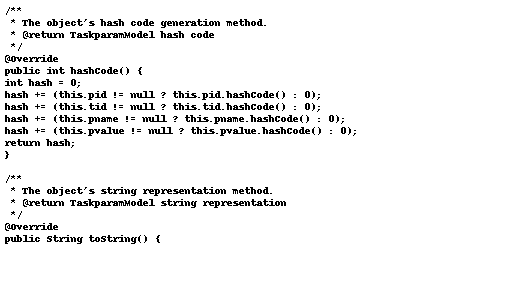 /**
 * The object's hash code generation method.
 * @return TaskparamModel hash code
 */
@Override
public int hashCode() {
int hash = 0;
hash += (this.pid != null ? this.pid.hashCode() : 0);
hash += (this.tid != null ? this.tid.hashCode() : 0);
hash += (this.pname != null ? this.pname.hashCode() : 0);
hash += (this.pvalue != null ? this.pvalue.hashCode() : 0);
return hash;
}

/**
 * The object's string representation method.
 * @return TaskparamModel string representation
 */
@Override
public String toString() {